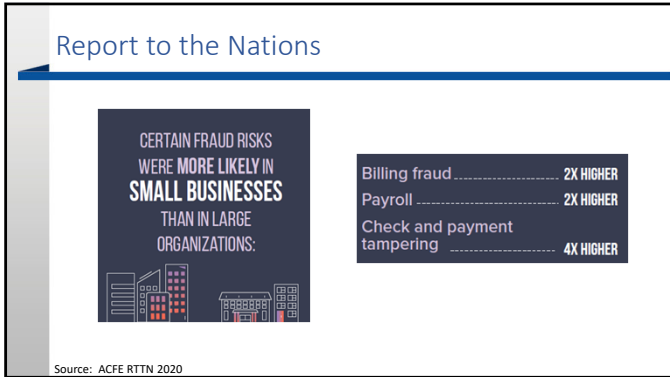 Report to the Nations
CERTAIN FRAUD RISKS
WERE MORE LIKELY IN
SMALL BUSINESSES
THAN IN LARGE
ORGANIZATIONS:
Billing fraud 2X HIGHER
Payroll 2X HIGHER
Check and payment
tampering 4X HIGHER
Source: ACFE RTTN 2020